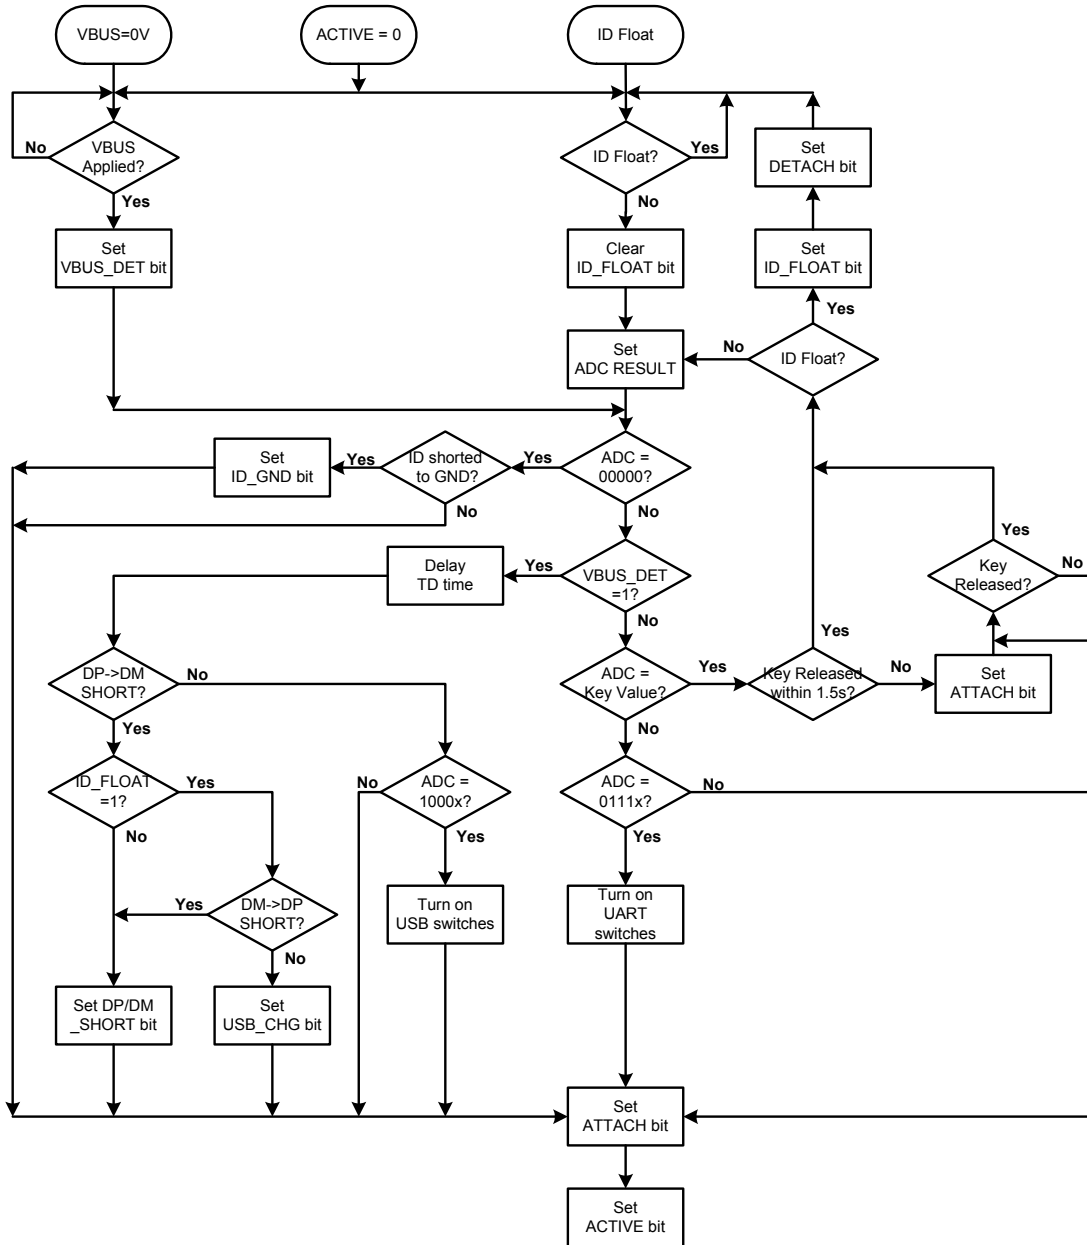 VBUS=0V
ACTIVE = 0
ID Float
VBUS
Applied?
No
Yes
ID Float?
Yes
No
Set
DETACH bit
Set
VBUS_DET bit
Clear
ID_FLOAT bit
Set
ID_FLOAT bit
Yes
Set
ADC RESULT
No
ID Float?
Set
ID_GND bit
Yes
ID shorted
to GND?
Yes
ADC =
00000?
No
No
Yes
Delay
TD time
Yes
VBUS_DET
=1?
No
Key
Released?
No
Yes
DP->DM
SHORT?
No
Yes
ADC =
Key Value?
Yes
No
Key Released
within 1.5s?
No
Set
ATTACH bit
ID_FLOAT
=1?
Yes
No
No
ADC =
1000x?
Yes
ADC =
0111x?
No
Yes
Yes
DM->DP
SHORT?
No
Turn on
USB switches
Turn on
UART
switches
Set DP/DM
_SHORT bit
Set
USB_CHG bit
Set
ATTACH bit
Set
ACTIVE bit